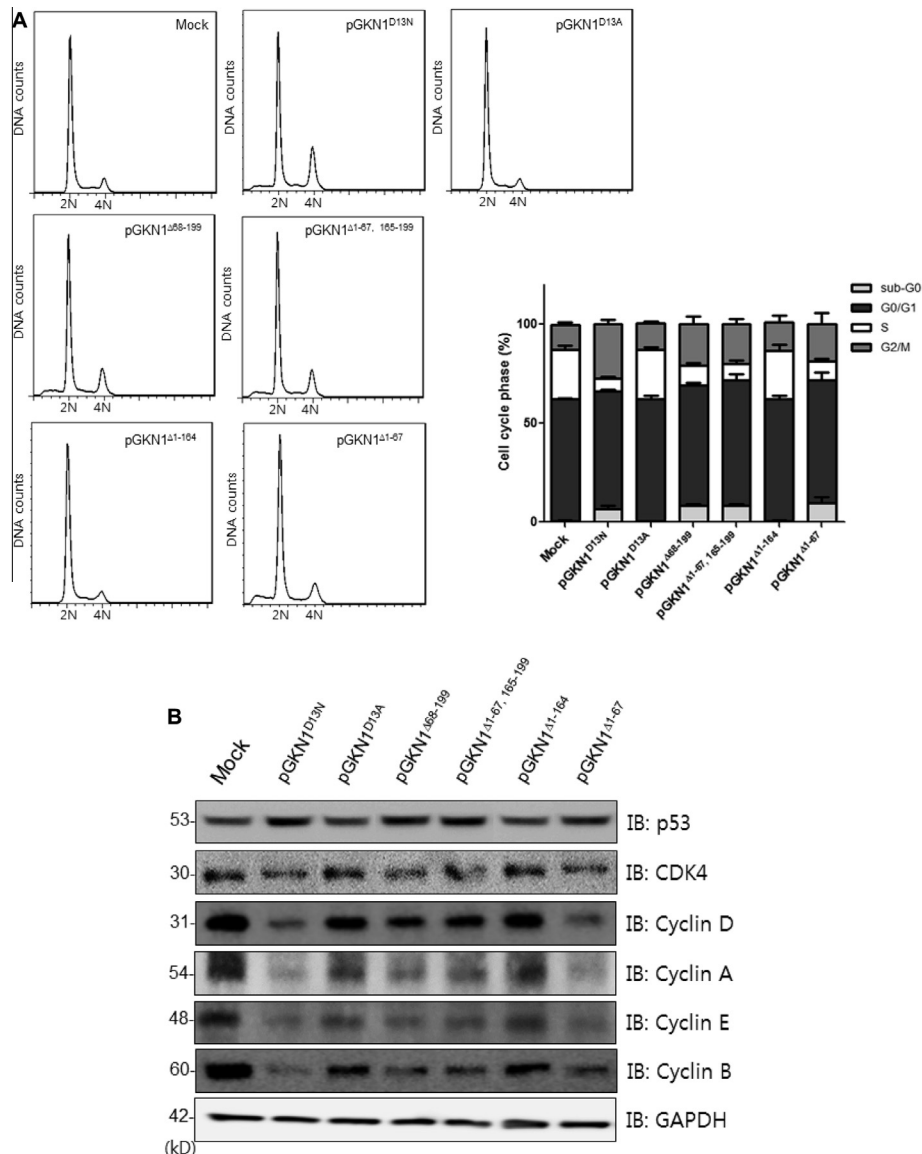 A
Mock
DNA counts
2N 4N
pGKN1D13N
DNA counts
2N 4N
pGKN1D13A
DNA counts
2N 4N
pGKN1Δ68-199
DNA counts
2N 4N
pGKN1Δ1-67, 165-199
DNA counts
2N 4N
pGKN1Δ1-164
DNA counts
2N 4N
pGKN1Δ1-67
DNA counts
2N 4N
sub-G0
G0/G1
S
G2/M
Cell cycle phase (%)
100
50
0
Mock
pGKN1D13N
pGKN1D13A
pGKN1Δ68-199
pGKN1Δ1-67, 165-199
pGKN1Δ1-164
pGKN1Δ1-67
B
Mock
pGKN1D13N
pGKN1D13A
pGKN1Δ68-199
pGKN1Δ1-67, 165-199
pGKN1Δ1-164
pGKN1Δ1-67
53 IB: p53
30 IB: CDK4
31 IB: Cyclin D
54 IB: Cyclin A
48 IB: Cyclin E
60 IB: Cyclin B
42 IB: GAPDH
(kD)